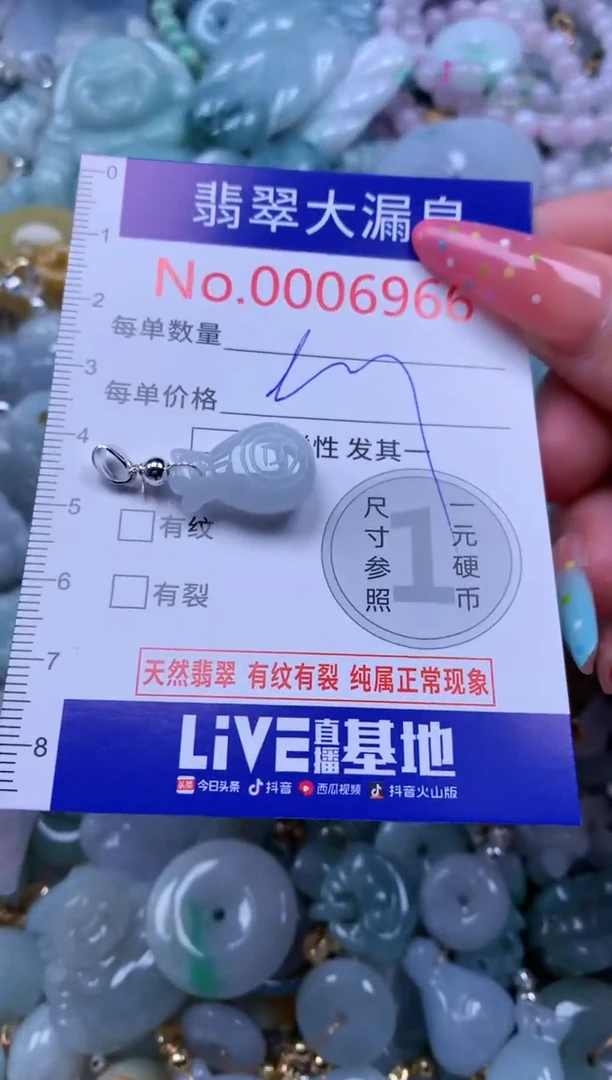 翡翠大漏
No.0006966
每单数量
每单价格
性 发其一
有纹
有裂
尺寸参照
1
一元硬币
天然翡翠 有纹有裂 纯属正常现象
LiVE直播基地
头条 今日头条 抖音 西瓜视频 抖音火山版
0
1
2
3
4
5
6
7
8